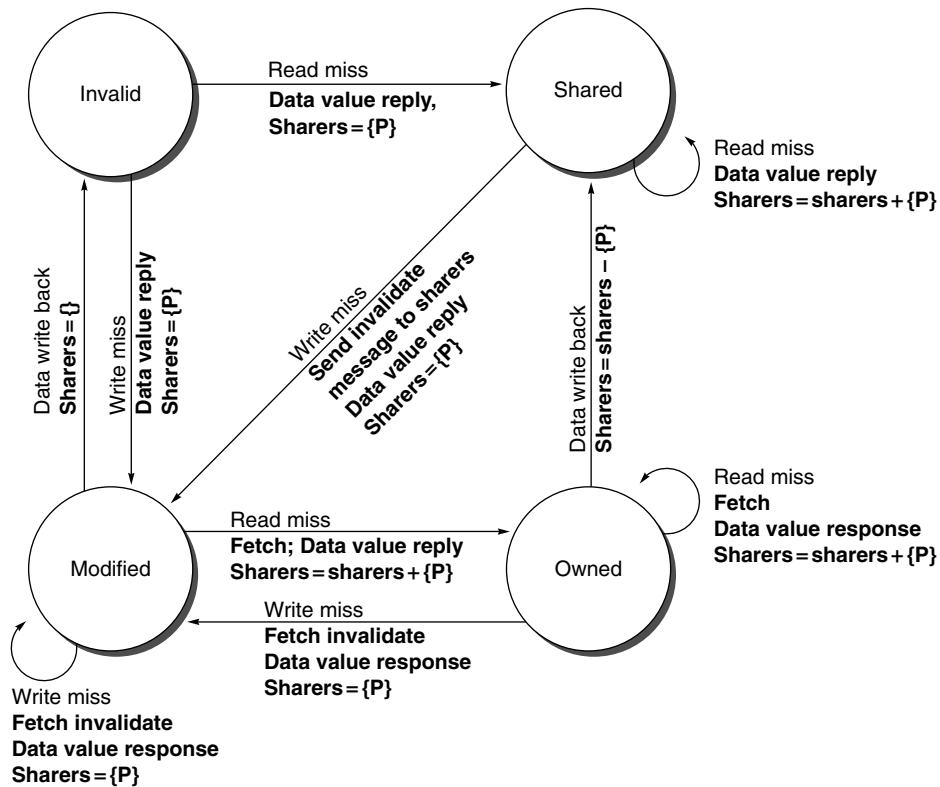 Invalid
Read miss
Data value reply,
Sharers={P}
Shared
Read miss
Data value reply
Sharers=sharers+{P}
Data write back
Sharers={}
Write miss
Data value reply
Sharers={P}
Write miss
Send invalidate
message to sharers
Data value reply
Sharers={P}
Data write back
Sharers=sharers – {P}
Modified
Read miss
Fetch; Data value reply
Sharers=sharers+{P}
Owned
Read miss
Fetch
Data value response
Sharers=sharers+{P}
Write miss
Fetch invalidate
Data value response
Sharers={P}
Write miss
Fetch invalidate
Data value response
Sharers={P}